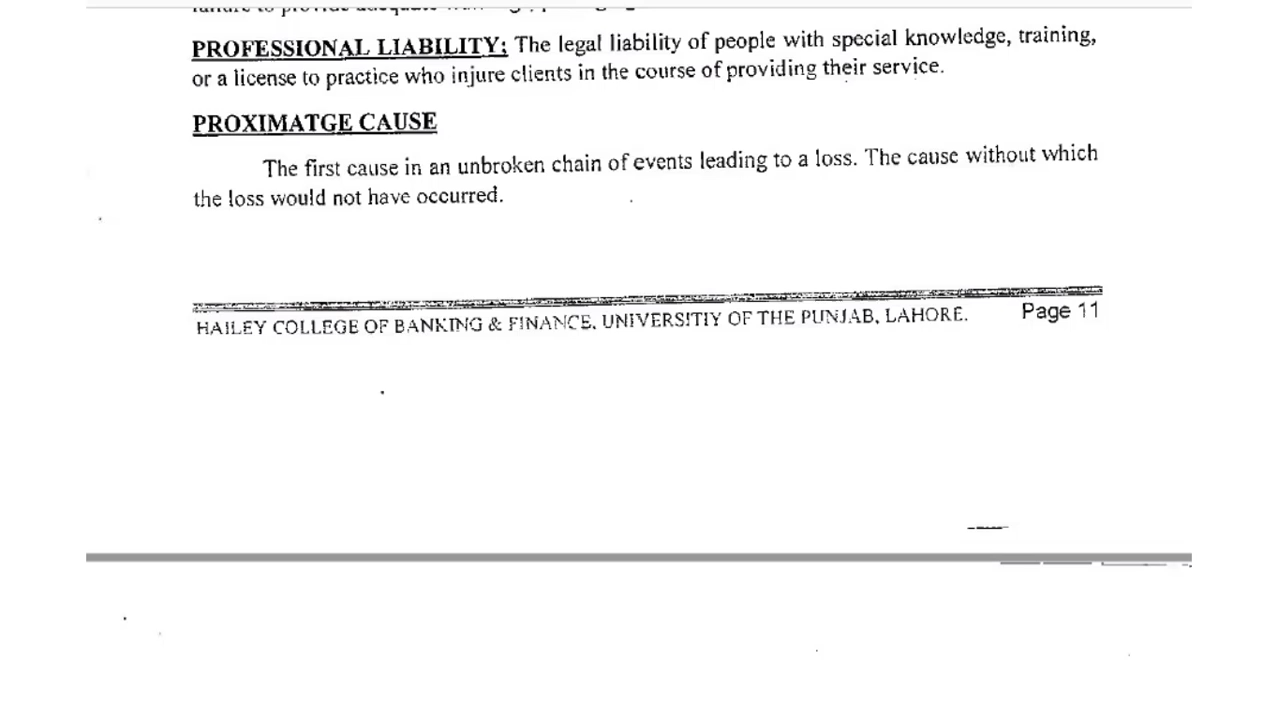 PROFESSIONAL LIABILITY: The legal liability of people with special knowledge, training,
or a license to practice who injure clients in the course of providing their service.
PROXIMATGE CAUSE
The first cause in an unbroken chain of events leading to a loss. The cause without which
the loss would not have occurred.
HAILEY COLLEGE OF BANKING & FINANCE, UNIVERSITIY OF THE PUNJAB, LAHORE. Page 11